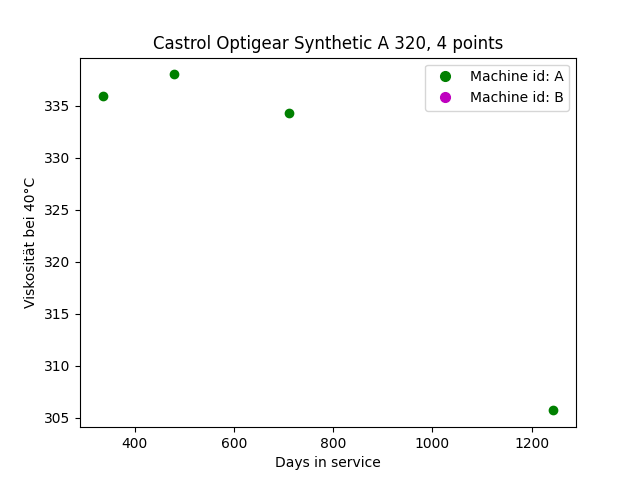 Castrol Optigear Synthetic A 320, 4 points
Machine id: A
Machine id: B
335
330
325
320
315
310
305
Viskosität bei 40°C
400 600 800 1000 1200
Days in service